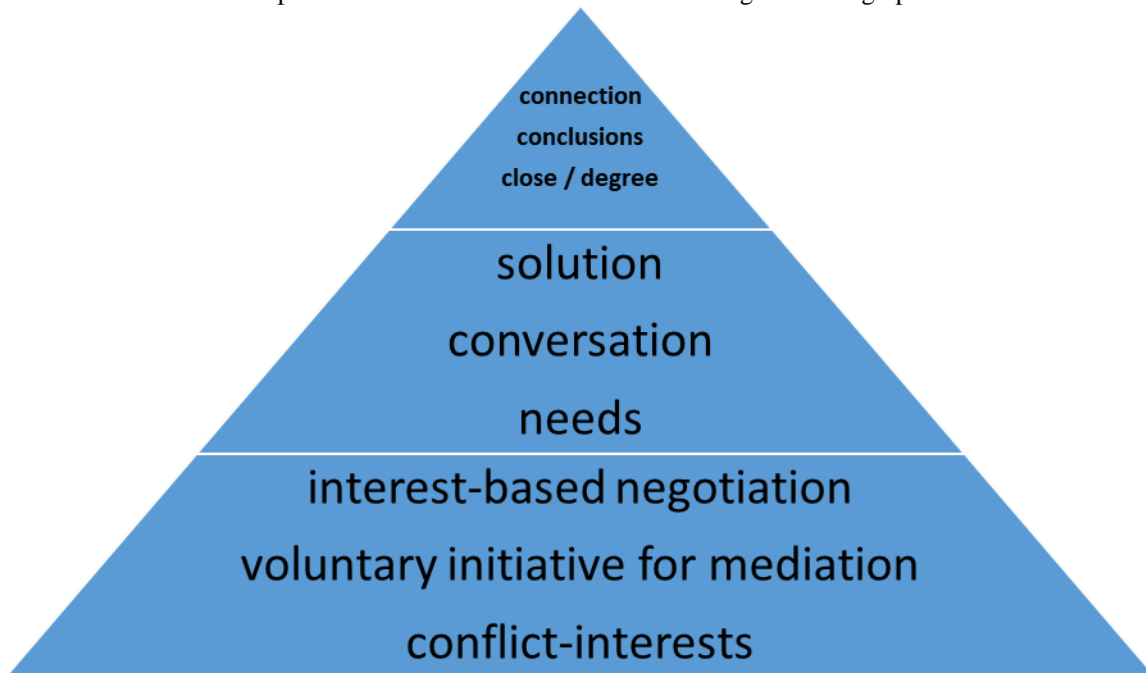 connection
conclusions
close / degree
solution
conversation
needs
interest-based negotiation
voluntary initiative for mediation
conflict-interests